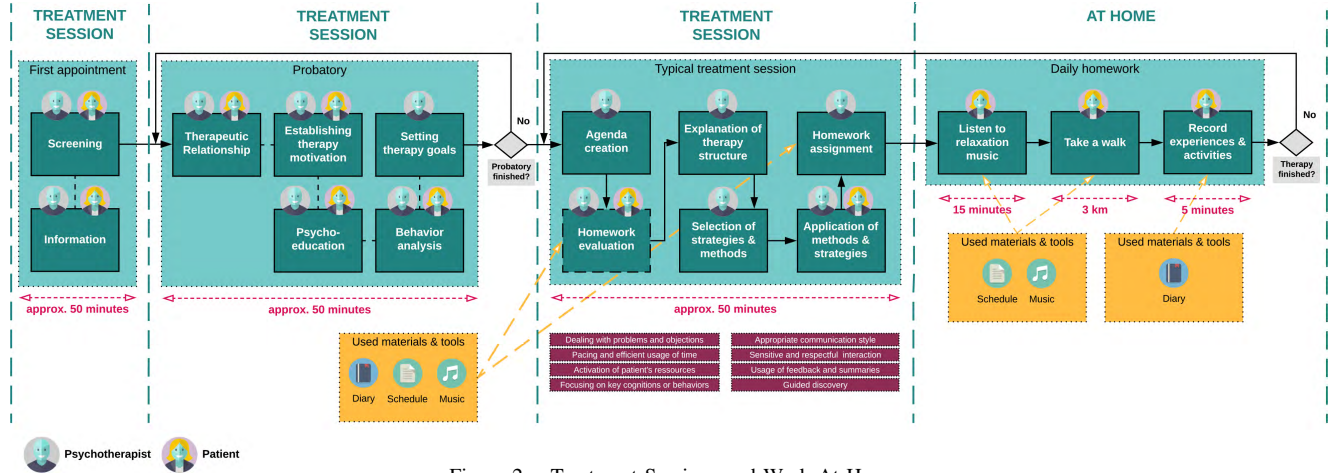 TREATMENT
SESSION
TREATMENT
SESSION
TREATMENT
SESSION
AT HOME
First appointment
Probatory
Typical treatment session
Daily homework
Screening
Information
Therapeutic
Relationship
Establishing
therapy
motivation
Setting
therapy goals
Psycho-
education
Behavior
analysis
No
Probatory
finished?
Agenda
creation
Explanation of
therapy
structure
Homework
assignment
Homework
evaluation
Selection of
strategies &
methods
Application of
methods &
strategies
Listen to
relaxation
music
Take a walk
Record
experiences &
activities
No
Therapy
finished?
15 minutes
3 km
5 minutes
approx. 50 minutes
approx. 50 minutes
approx. 50 minutes
Used materials & tools
Schedule
Music
Used materials & tools
Diary
Used materials & tools
Diary
Schedule
Music
Dealing with problems and objections
Pacing and efficient usage of time
Activation of patient's ressources
Focusing on key cognitions or behaviors
Appropriate communication style
Sensitive and respectful interaction
Usage of feedback and summaries
Guided discovery
Psychotherapist
Patient